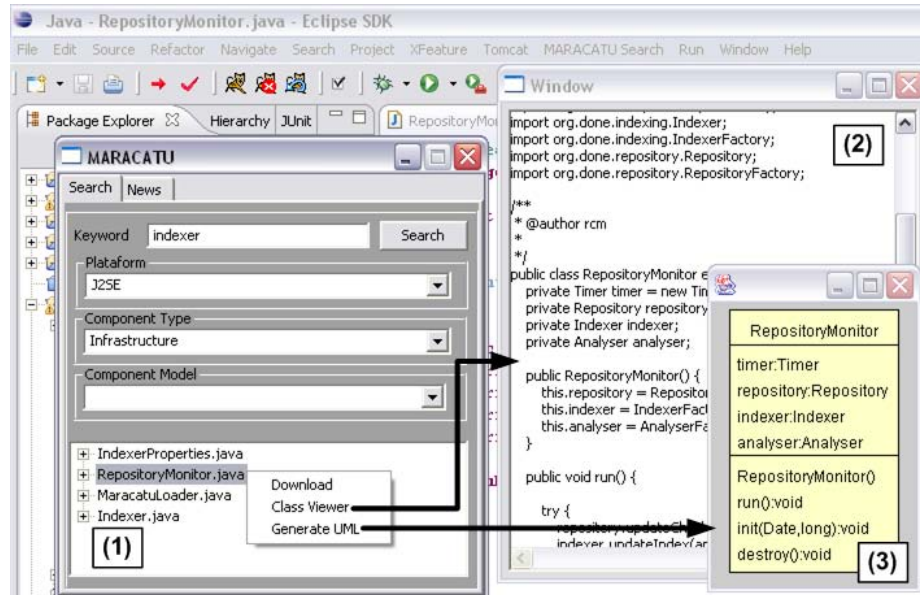 Java - RepositoryMonitor.java - Eclipse SDK
File Edit Source Refactor Navigate Search Project XFeature Tomcat MARACATU Search Run Window Help
Package Explorer Hierarchy JUnit
MARACATU
Search News
Keyword indexer Search
Plataform
J2SE
Component Type
Infrastructure
Component Model
IndexerProperties.java
RepositoryMonitor.java
MaracatuLoader.java
Indexer.java
(1)
Download
Class Viewer
Generate UML
Window
(2)
import org.done.indexing.Indexer;
import org.done.indexing.IndexerFactory;
import org.done.repository.Repository;
import org.done.repository.RepositoryFactory;
/**
* @author rcm
*
*/
public class RepositoryMonitor
private Timer timer = new
private Repository repository
private Indexer indexer;
private Analyser analyser;
public RepositoryMonitor() {
this.repository =
this.indexer =
this.analyser =
}
public void run() {
try {
RepositoryMonitor
timer:Timer
repository:Repository
indexer:Indexer
analyser:Analyser
RepositoryMonitor()
run():void
init(Date,long):void
destroy():void
(3)